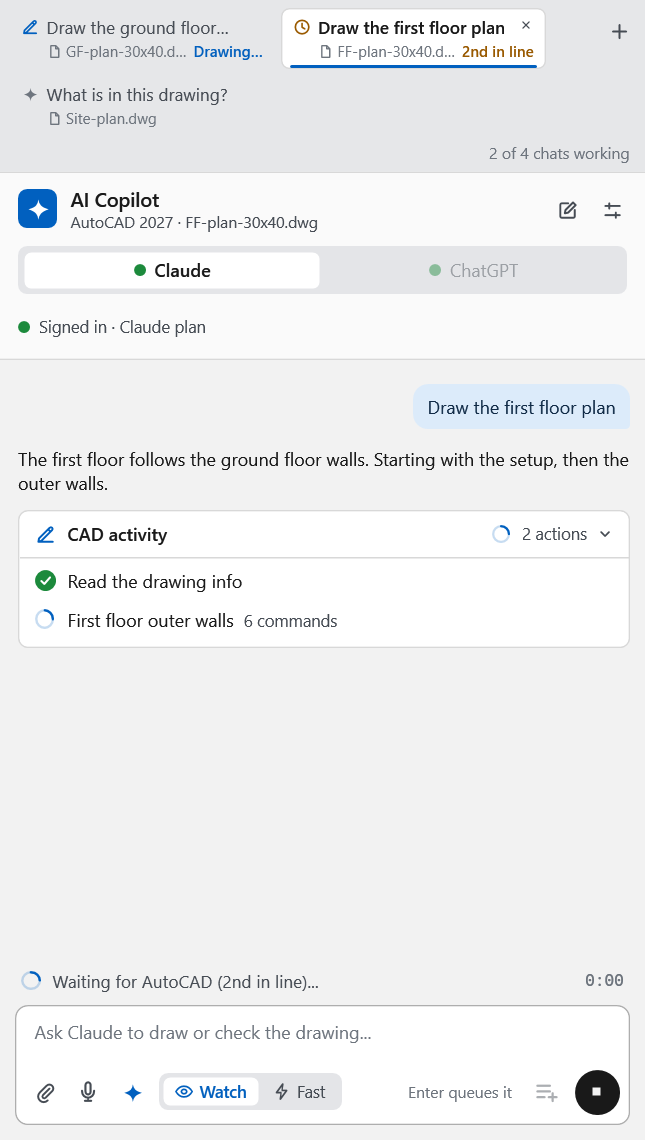 Draw the ground floor...
GF-plan-30x40.d... Drawing...
Draw the first floor plan
FF-plan-30x40.d... 2nd in line
What is in this drawing?
Site-plan.dwg
2 of 4 chats working
AI Copilot
AutoCAD 2027 · FF-plan-30x40.dwg
Claude
ChatGPT
Signed in · Claude plan
Draw the first floor plan
The first floor follows the ground floor walls. Starting with the setup, then the
outer walls.
CAD activity 2 actions
Read the drawing info
First floor outer walls 6 commands
Waiting for AutoCAD (2nd in line)... 0:00
Ask Claude to draw or check the drawing...
Watch Fast Enter queues it